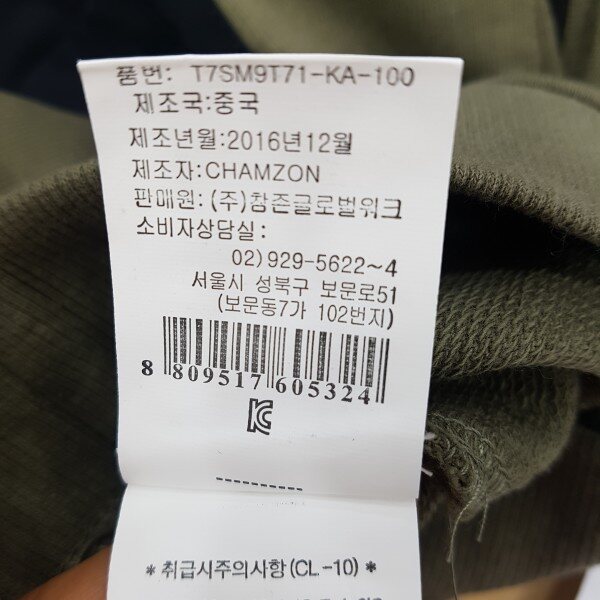 품번: T7SM9T71-KA-100
제조국:중국
제조년월:2016년12월
제조자:CHAMZON
판매원: (주)참존글로벌워크
소비자상담실:
02)929-5622~4
서울시 성북구 보문로51
(보문동7가 102번지)
8 809517 605324
KC
----------
* 취급시주의사항(CL-10) *